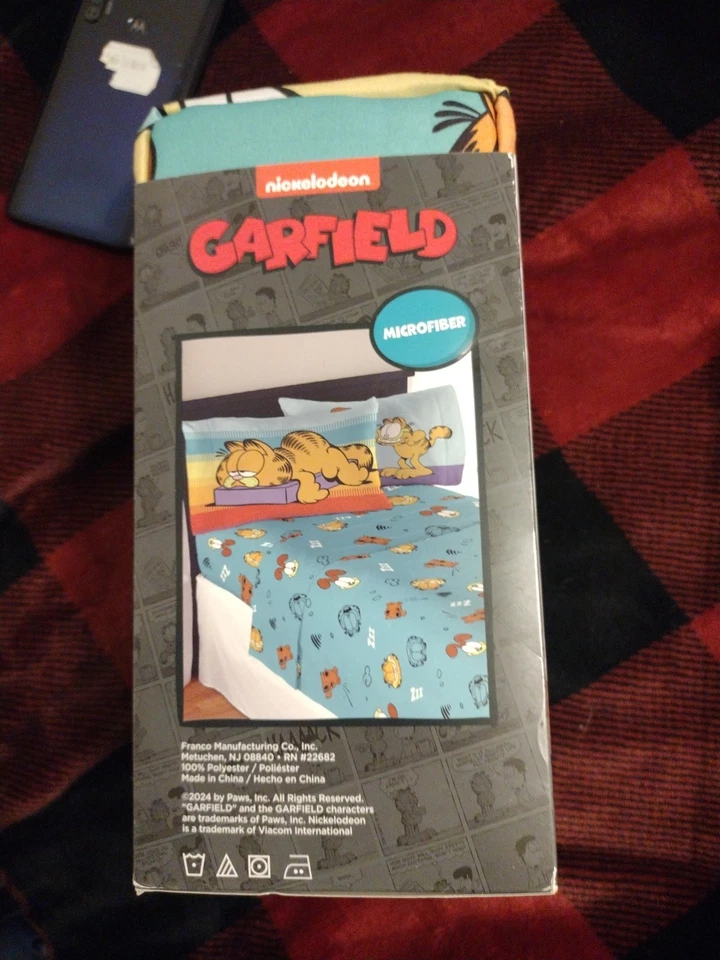 nickelodeon
GARFIELD
MICROFIBER
Franco Manufacturing Co., Inc.
Metuchen, NJ 08840 • RN #22682
100% Polyester / Poliéster
Made in China / Hecho en China
©2024 by Paws, Inc. All Rights Reserved.
"GARFIELD" and the GARFIELD characters
are trademarks of Paws, Inc. Nickelodeon
is a trademark of Viacom International